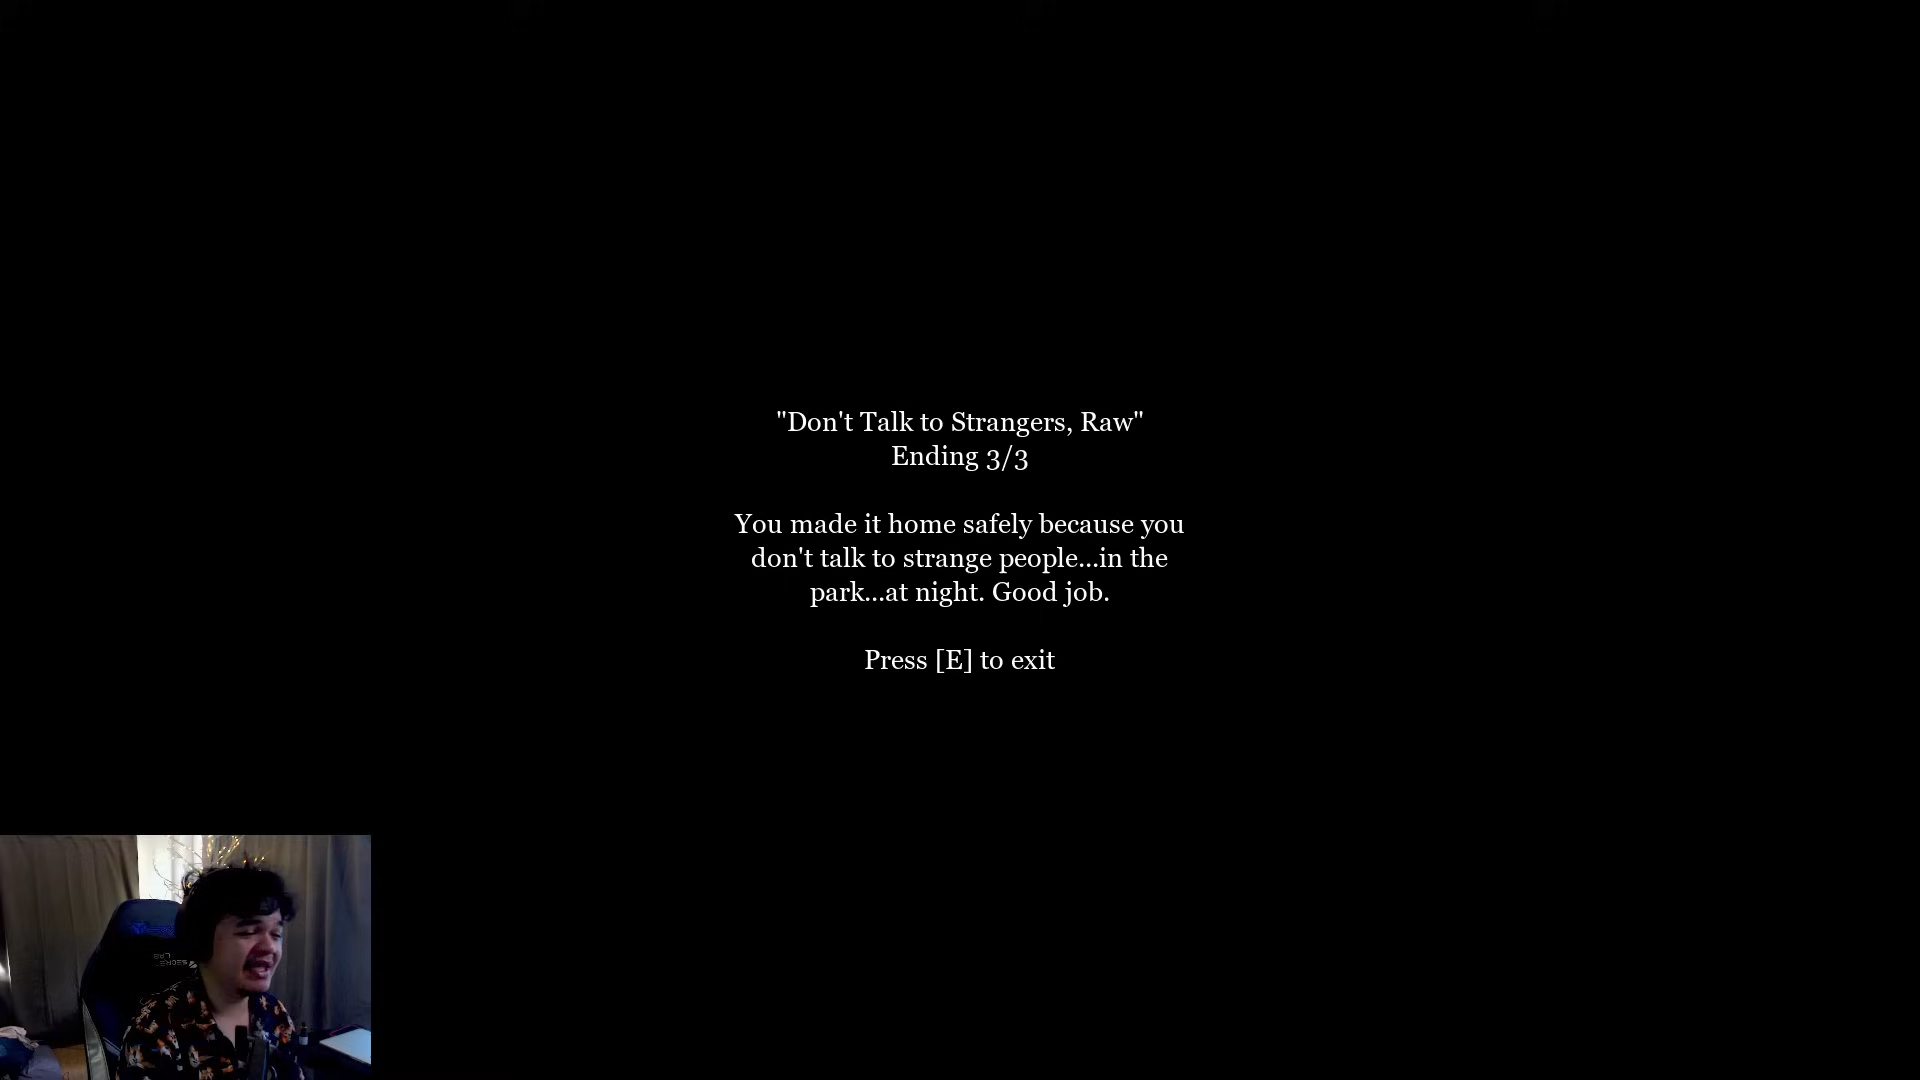 "Don't Talk to Strangers, Raw"
Ending 3/3
You made it home safely because you
don't talk to strange people...in the
park...at night. Good job.
Press [E] to exit